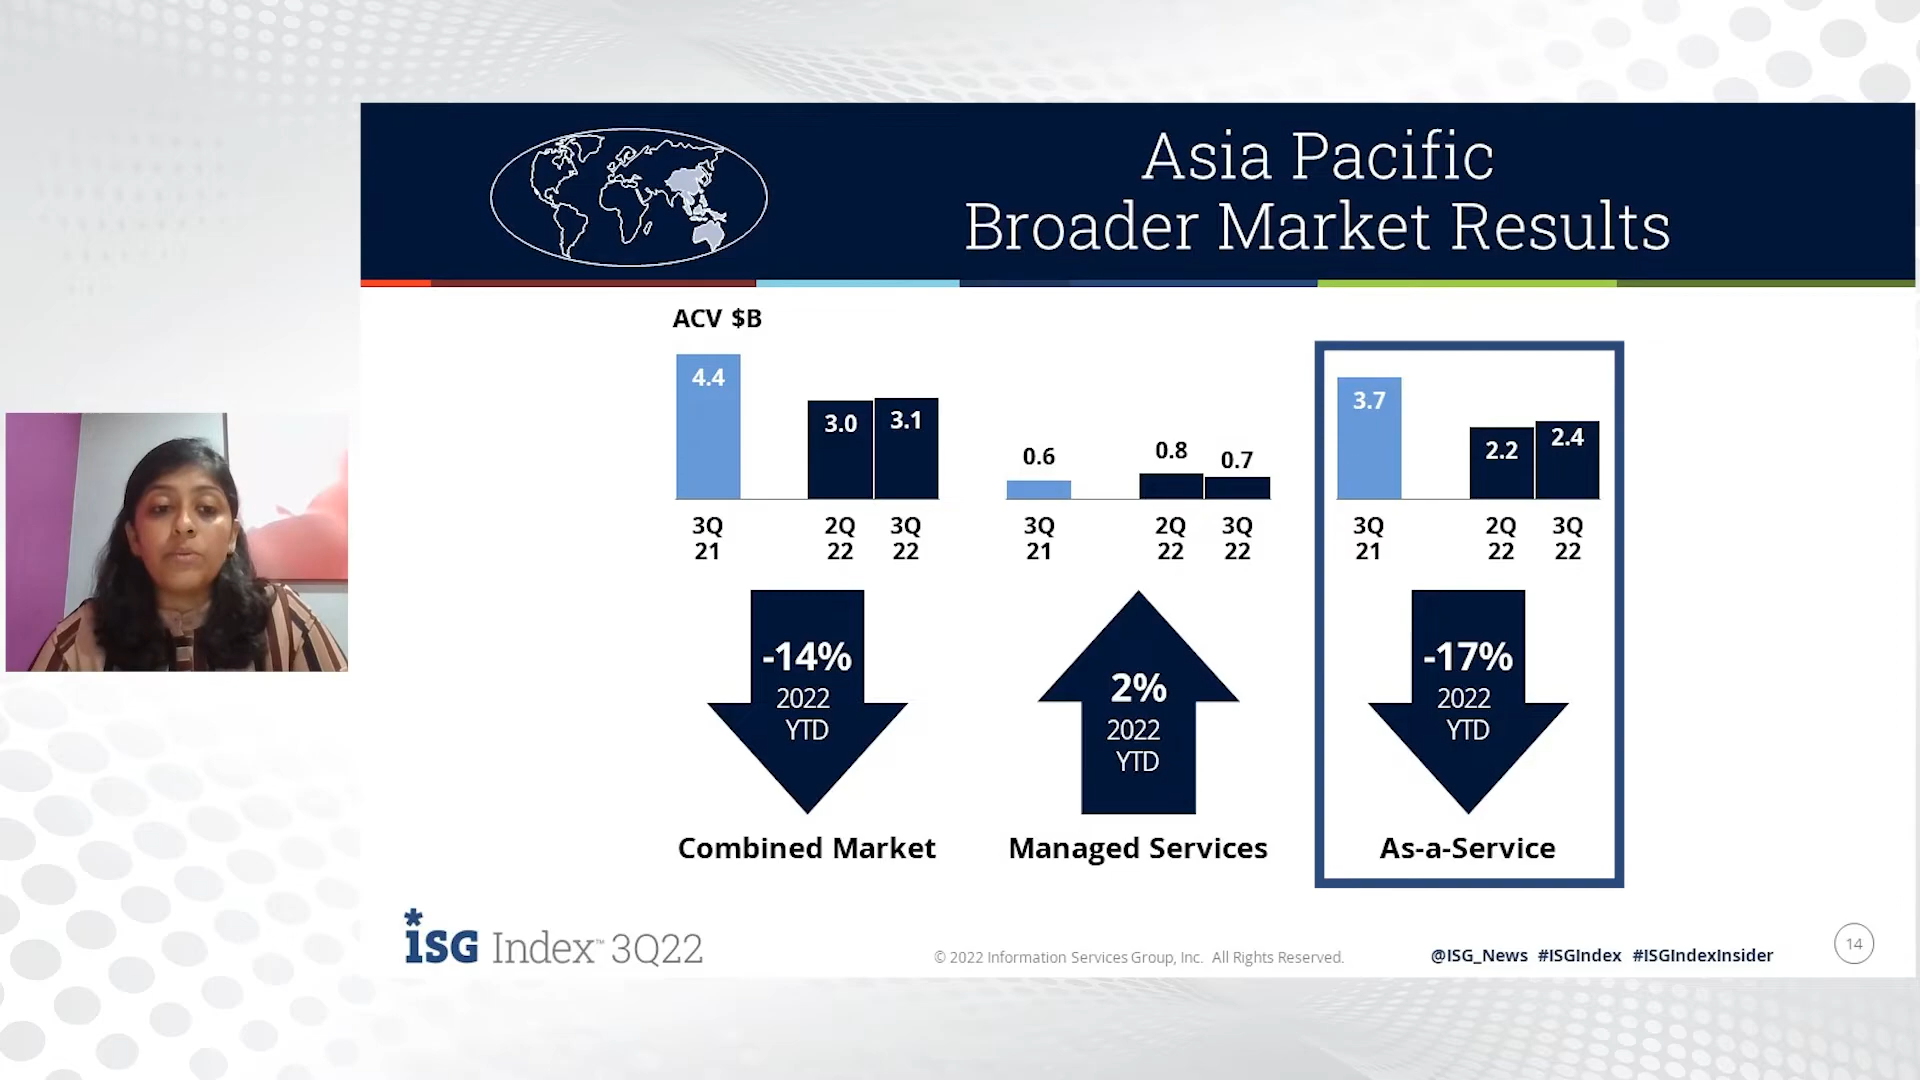 Asia Pacific
Broader Market Results
ACV $B
4.4
3.0
3.1
3Q
21
2Q
22
3Q
22
-14%
2022
YTD
Combined Market
0.6
0.8
0.7
3Q
21
2Q
22
3Q
22
2%
2022
YTD
Managed Services
3.7
2.2
2.4
3Q
21
2Q
22
3Q
22
-17%
2022
YTD
As-a-Service
*ISG Index™ 3Q22
© 2022 Information Services Group, Inc. All Rights Reserved.
@ISG_News #ISGIndex #ISGIndexInsider
14